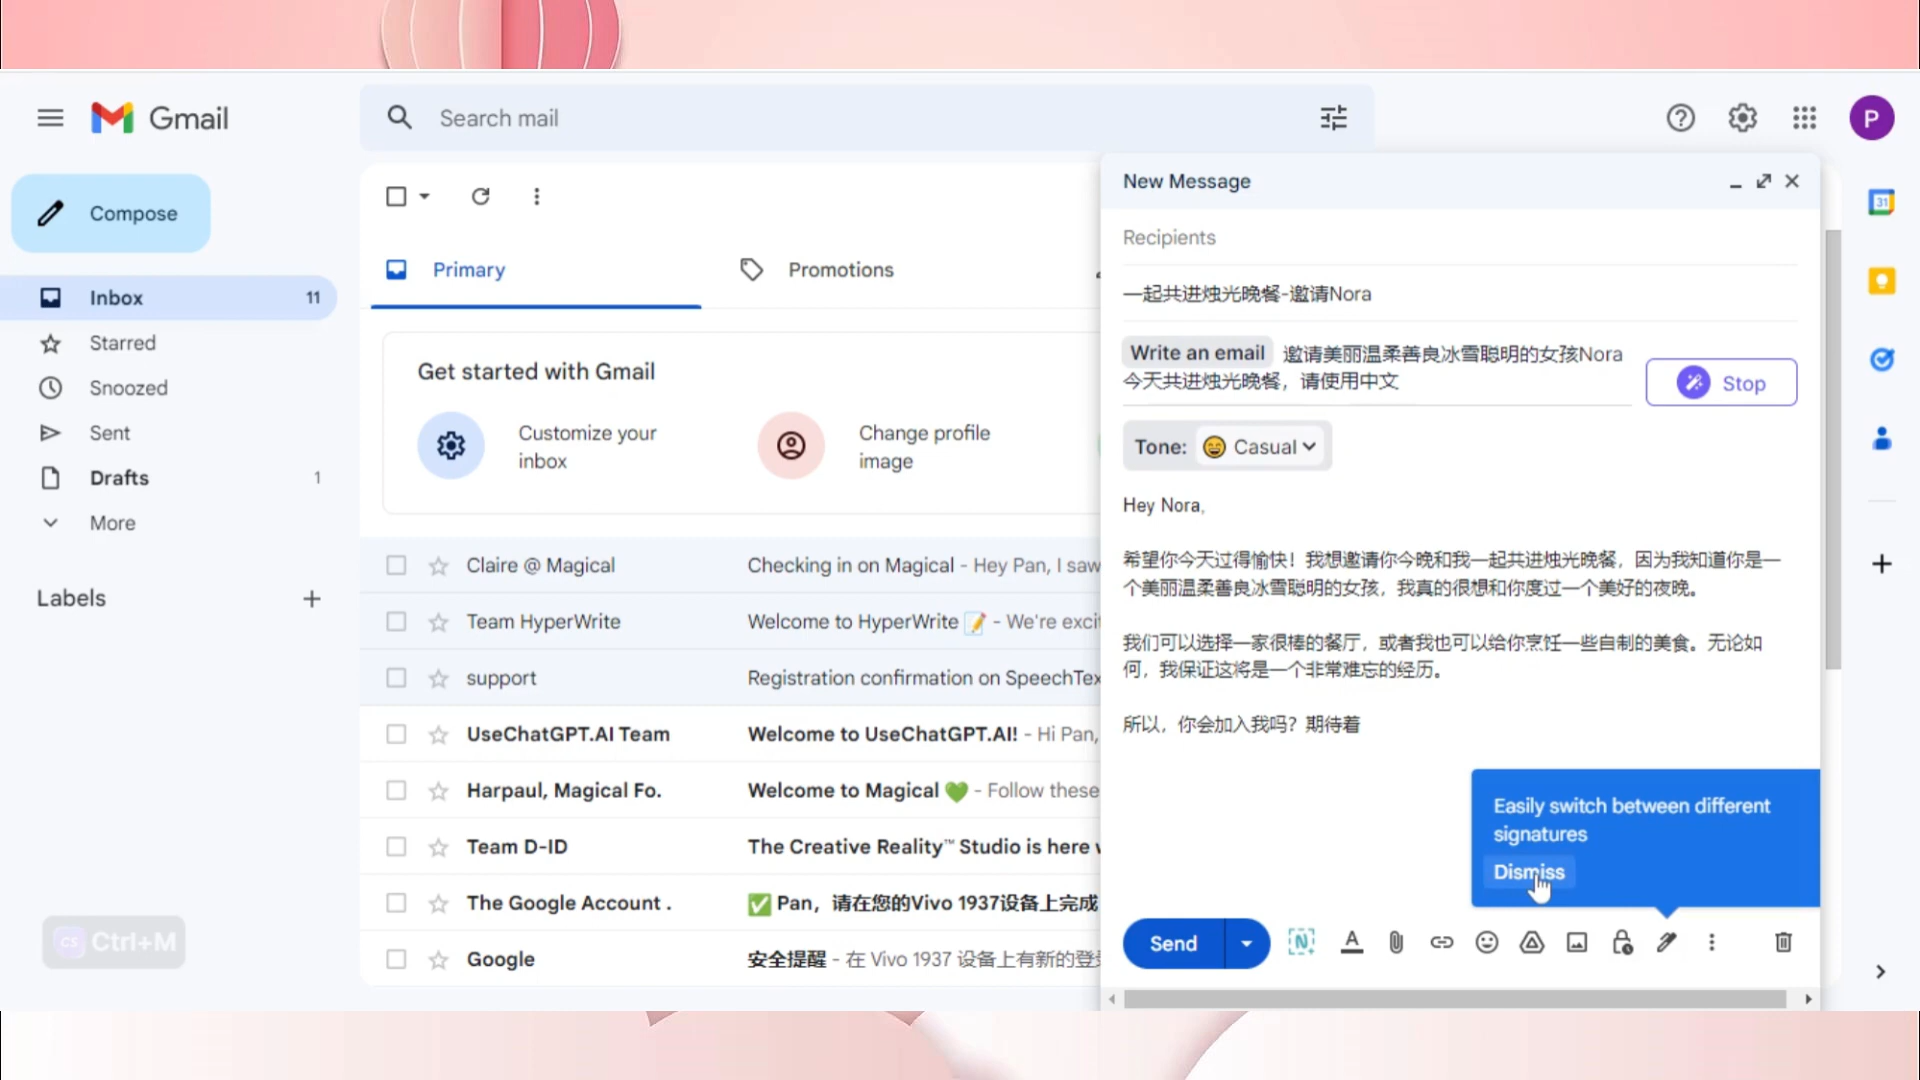 Gmail
Search mail
P
Compose
Inbox 11
Starred
Snoozed
Sent
Drafts 1
More
Labels
Ctrl+M
Primary
Promotions
Get started with Gmail
Customize your
inbox
Change profile
image
Claire @ Magical Checking in on Magical - Hey Pan, I saw
Team HyperWrite Welcome to HyperWrite 📝 - We're exci
support Registration confirmation on SpeechTex
UseChatGPT.AI Team Welcome to UseChatGPT.AI! - Hi Pan,
Harpaul, Magical Fo. Welcome to Magical 💚 - Follow these
Team D-ID The Creative Reality™ Studio is here
The Google Account . ✅ Pan，请在您的Vivo 1937设备上完成
Google 安全提醒 - 在 Vivo 1937 设备上有新的登
New Message
Recipients
一起共进烛光晚餐-邀请Nora
Write an email 邀请美丽温柔善良冰雪聪明的女孩Nora
今天共进烛光晚餐，请使用中文
Stop
Tone: 😄 Casual
Hey Nora,
希望你今天过得愉快！我想邀请你今晚和我一起共进烛光晚餐，因为我知道你是一
个美丽温柔善良冰雪聪明的女孩，我真的很想和你度过一个美好的夜晚。
我们可以选择一家很棒的餐厅，或者我也可以给你烹饪一些自制的美食。无论如
何，我保证这将是一个非常难忘的经历。
所以，你会加入我吗？期待着
Easily switch between different
signatures
Dismiss
Send
31